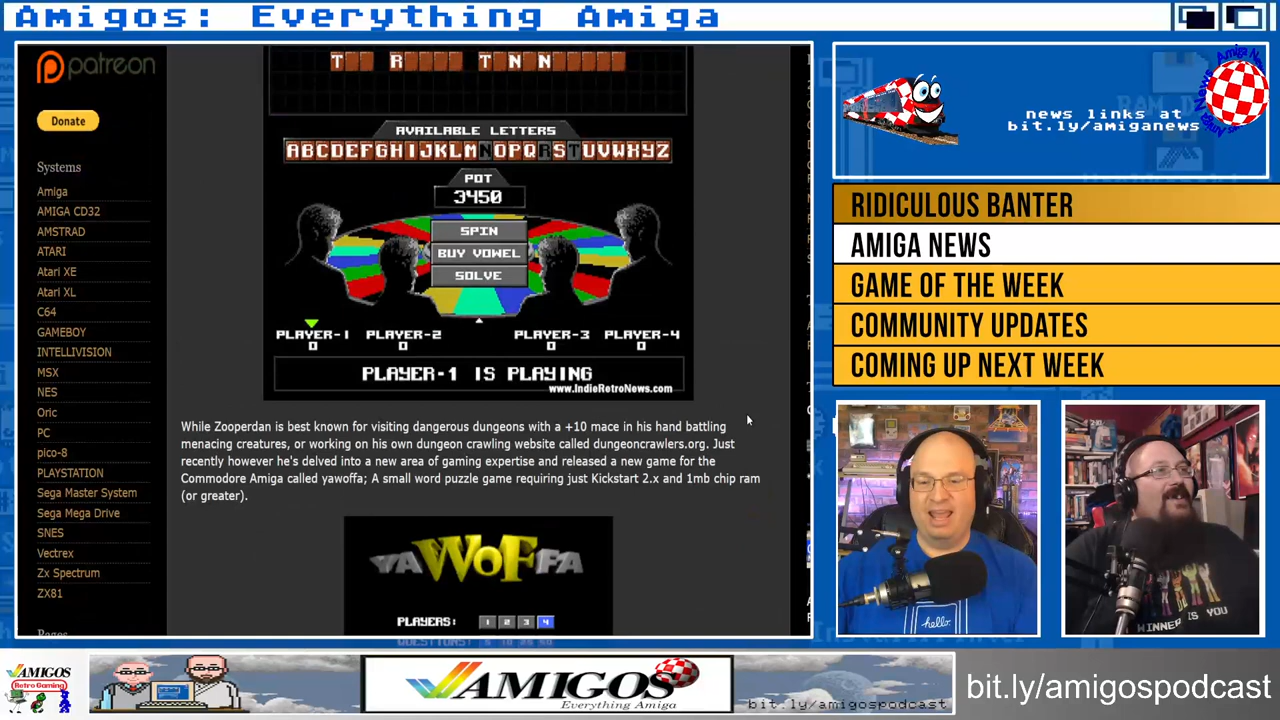 Amigos: Everything Amiga
patreon
Donate
Systems
Amiga
AMIGA CD32
AMSTRAD
ATARI
Atari XE
Atari XL
C64
GAMEBOY
INTELLIVISION
MSX
NES
Oric
PC
pico-8
PLAYSTATION
Sega Master System
Sega Mega Drive
SNES
Vectrex
Zx Spectrum
ZX81
T R T N N
AVAILABLE LETTERS
ABCDEFGHIJKLMNOPQRSTUVWXYZ
POT
3450
SPIN
BUY VOWEL
SOLVE
PLAYER-1 PLAYER-2 PLAYER-3 PLAYER-4
0 0 0 0
PLAYER-1 IS PLAYING
www.IndieRetroNews.com
While Zooperdan is best known for visiting dangerous dungeons with a +10 mace in his hand battling
menacing creatures, or working on his own dungeon crawling website called dungeoncrawlers.org. Just
recently however he's delved into a new area of gaming expertise and released a new game for the
Commodore Amiga called yawoffa; A small word puzzle game requiring just Kickstart 2.x and 1mb chip ram
(or greater).
YAWOFFA
PLAYERS: 1 2 3 4
news links at
bit.ly/amiganews
Amiga News
RIDICULOUS BANTER
AMIGA NEWS
GAME OF THE WEEK
COMMUNITY UPDATES
COMING UP NEXT WEEK
hello.
WINNER IS YOU
AMIGOS
Retro Gaming
AMIGOS
Everything Amiga
bit.ly/amigospodcast
bit.ly/amigospodcast